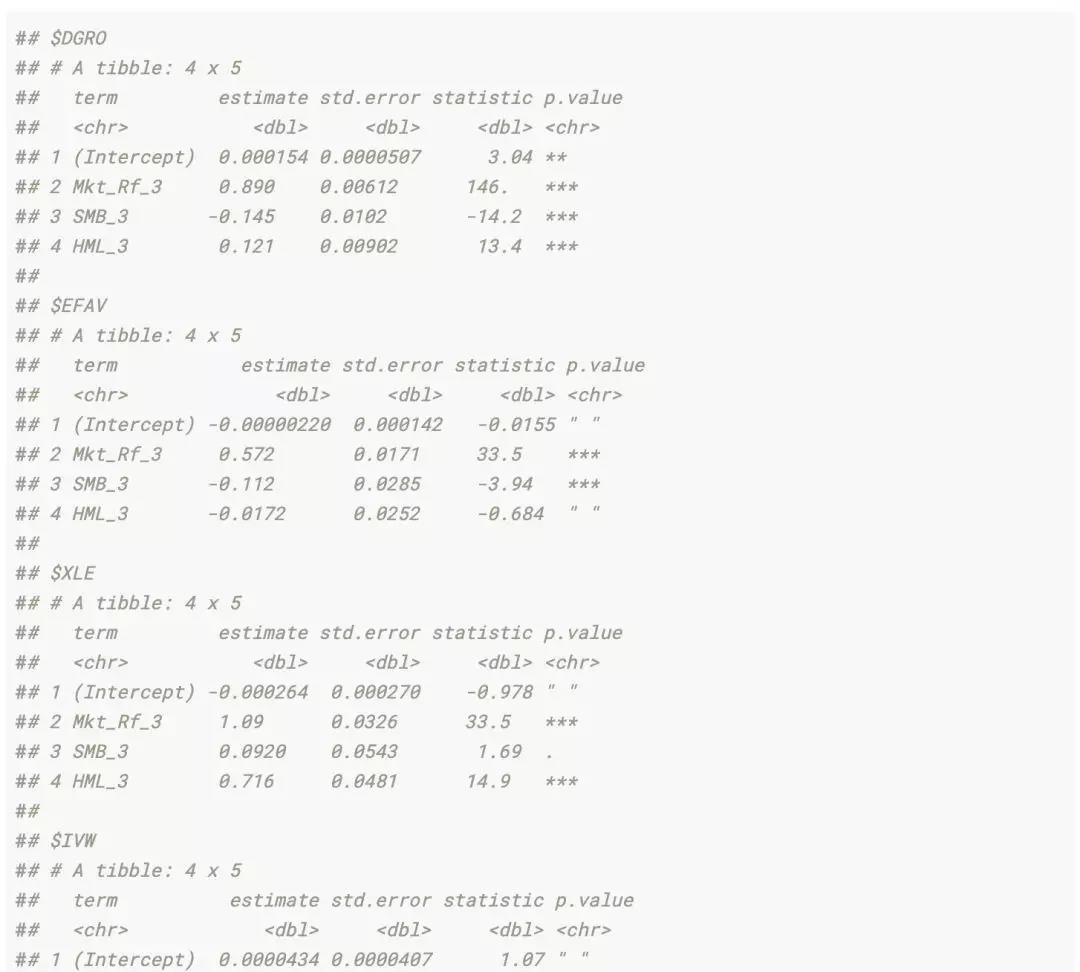 ## $DGRO
## # A tibble: 4 x 5
##   term         estimate std.error statistic p.value
##   <chr>           <dbl>     <dbl>     <dbl> <chr>
## 1 (Intercept)  0.000154 0.0000507      3.04 **
## 2 Mkt_Rf_3     0.890    0.00612      146.   ***
## 3 SMB_3       -0.145    0.0102       -14.2  ***
## 4 HML_3        0.121    0.00902       13.4  ***
##
## $EFAV
## # A tibble: 4 x 5
##   term           estimate std.error statistic p.value
##   <chr>             <dbl>     <dbl>     <dbl> <chr>
## 1 (Intercept) -0.00000220  0.000142   -0.0155 " "
## 2 Mkt_Rf_3     0.572       0.0171     33.5    ***
## 3 SMB_3       -0.112       0.0285     -3.94   ***
## 4 HML_3       -0.0172      0.0252     -0.684  " "
##
## $XLE
## # A tibble: 4 x 5
##   term         estimate std.error statistic p.value
##   <chr>           <dbl>     <dbl>     <dbl> <chr>
## 1 (Intercept) -0.000264  0.000270    -0.978 " "
## 2 Mkt_Rf_3     1.09      0.0326      33.5   ***
## 3 SMB_3        0.0920    0.0543       1.69  .
## 4 HML_3        0.716     0.0481      14.9   ***
##
## $IVW
## # A tibble: 4 x 5
##   term          estimate std.error statistic p.value
##   <chr>            <dbl>     <dbl>     <dbl> <chr>
## 1 (Intercept)  0.0000434 0.0000407      1.07 " "